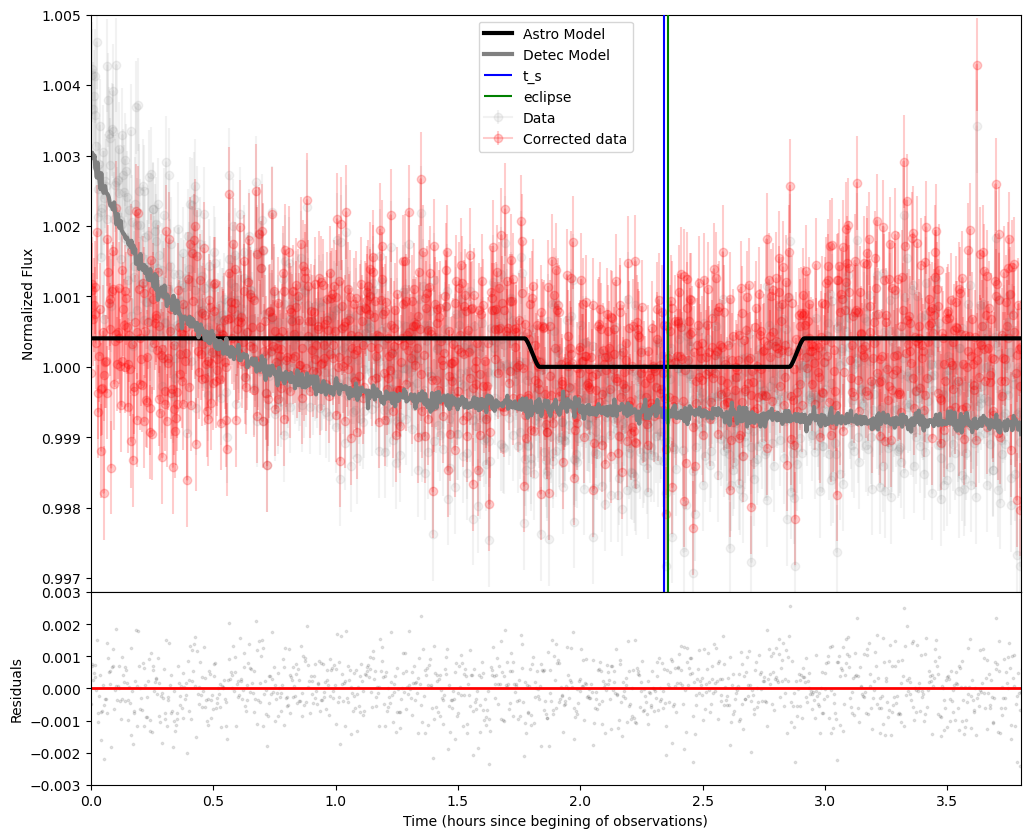 1.005
1.004
1.003
1.002
1.001
1.000
0.999
0.998
0.997
Normalized Flux
Astro Model
Detec Model
t_s
eclipse
Data
Corrected data
0.003
0.002
0.001
0.000
−0.001
−0.002
−0.003
Residuals
0.0 0.5 1.0 1.5 2.0 2.5 3.0 3.5
Time (hours since begining of observations)